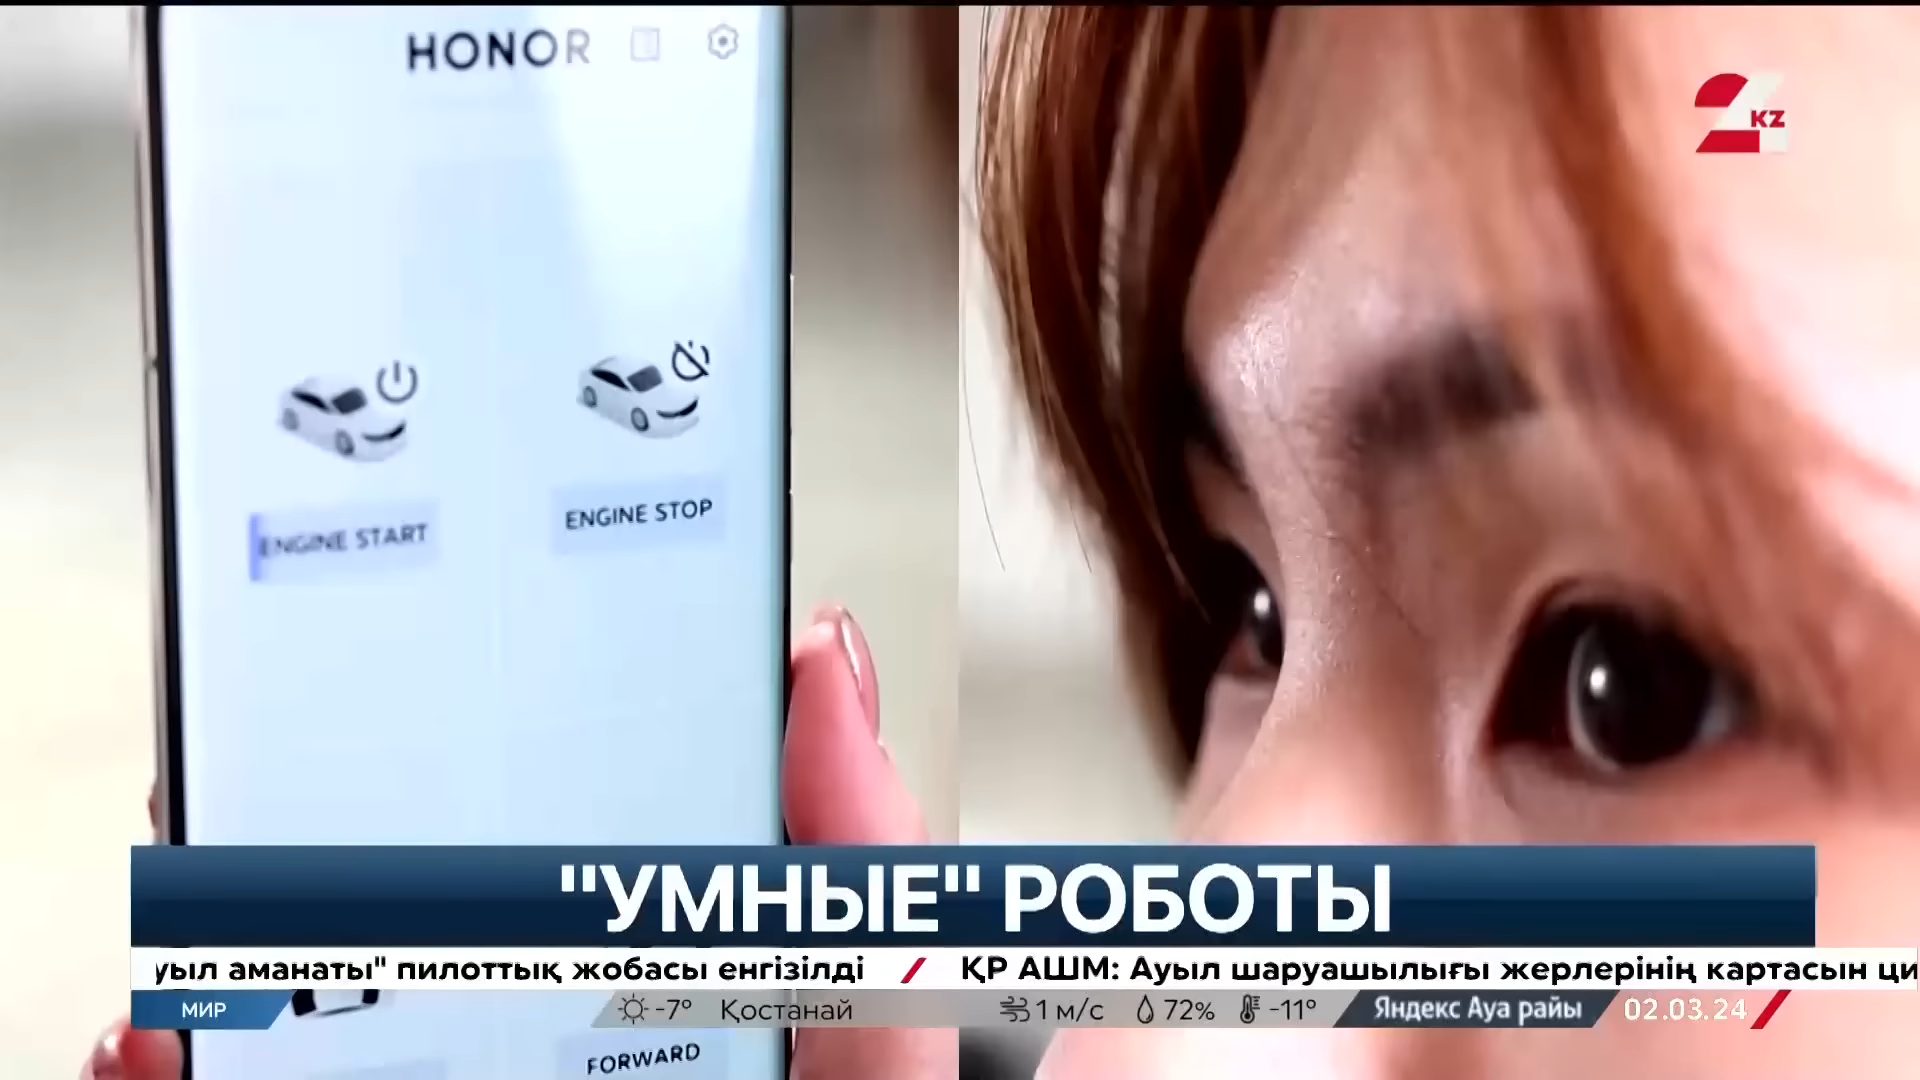 HONOR
KZ
ENGINE START
ENGINE STOP
"УМНЫЕ" РОБОТЫ
уыл аманаты" пилоттық жобасы енгізілді / ҚР АШМ: Ауыл шаруашылығы жерлерінің картасын ци
МИР
-7° Қостанай 1 м/с 72% -11° Яндекс Ауа райы 02.03.24
FORWARD